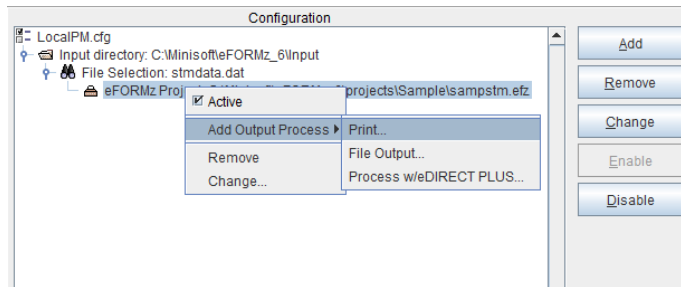 Configuration
LocalPM.cfg
Input directory: C:\Minisoft\eFORMz_6\Input
File Selection: stmdata.dat
eFORMz Proj projects\Sample\sampstm.efz
Active
Add Output Process
Print...
File Output...
Process w/eDIRECT PLUS...
Remove
Change...
Add
Remove
Change
Enable
Disable